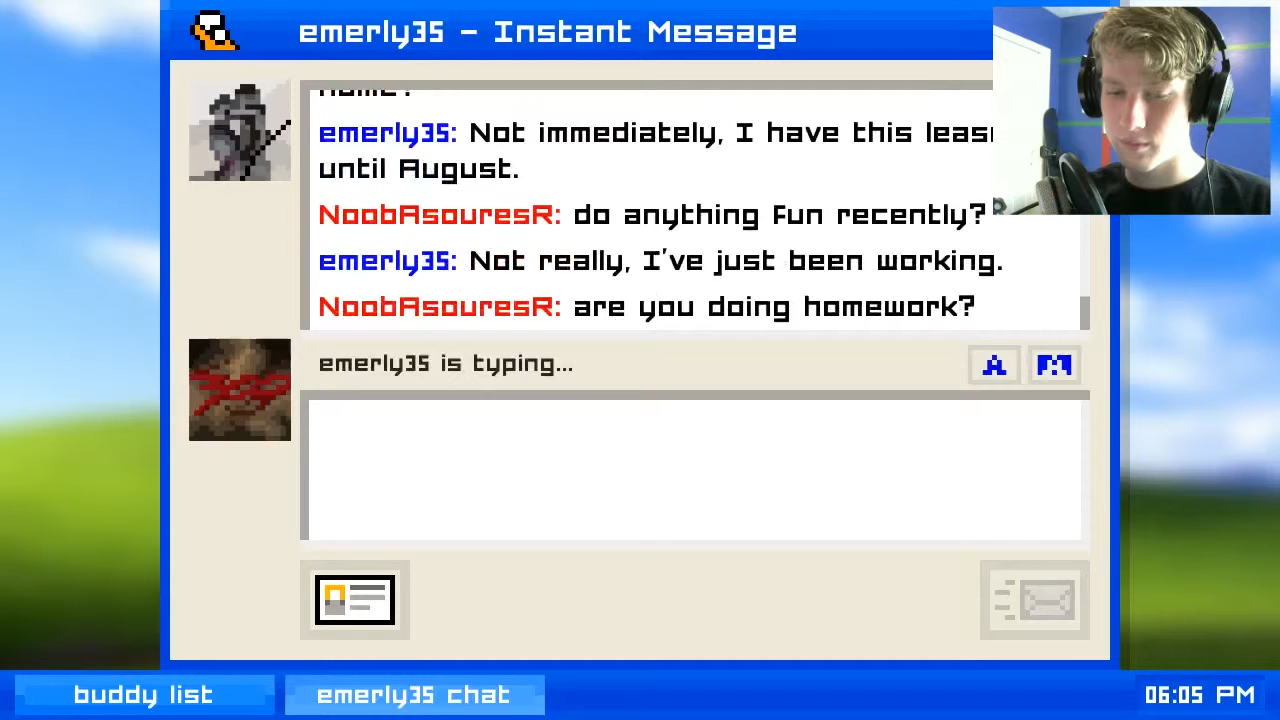 emerly35 - Instant Message
emerly35: Not immediately, I have this
until August.
NoobAsouresR: do anything fun recently?
emerly35: Not really, I've just been working.
NoobAsouresR: are you doing homework?
emerly35 is typing...
A
buddy list
emerly35 chat
06:05 PM